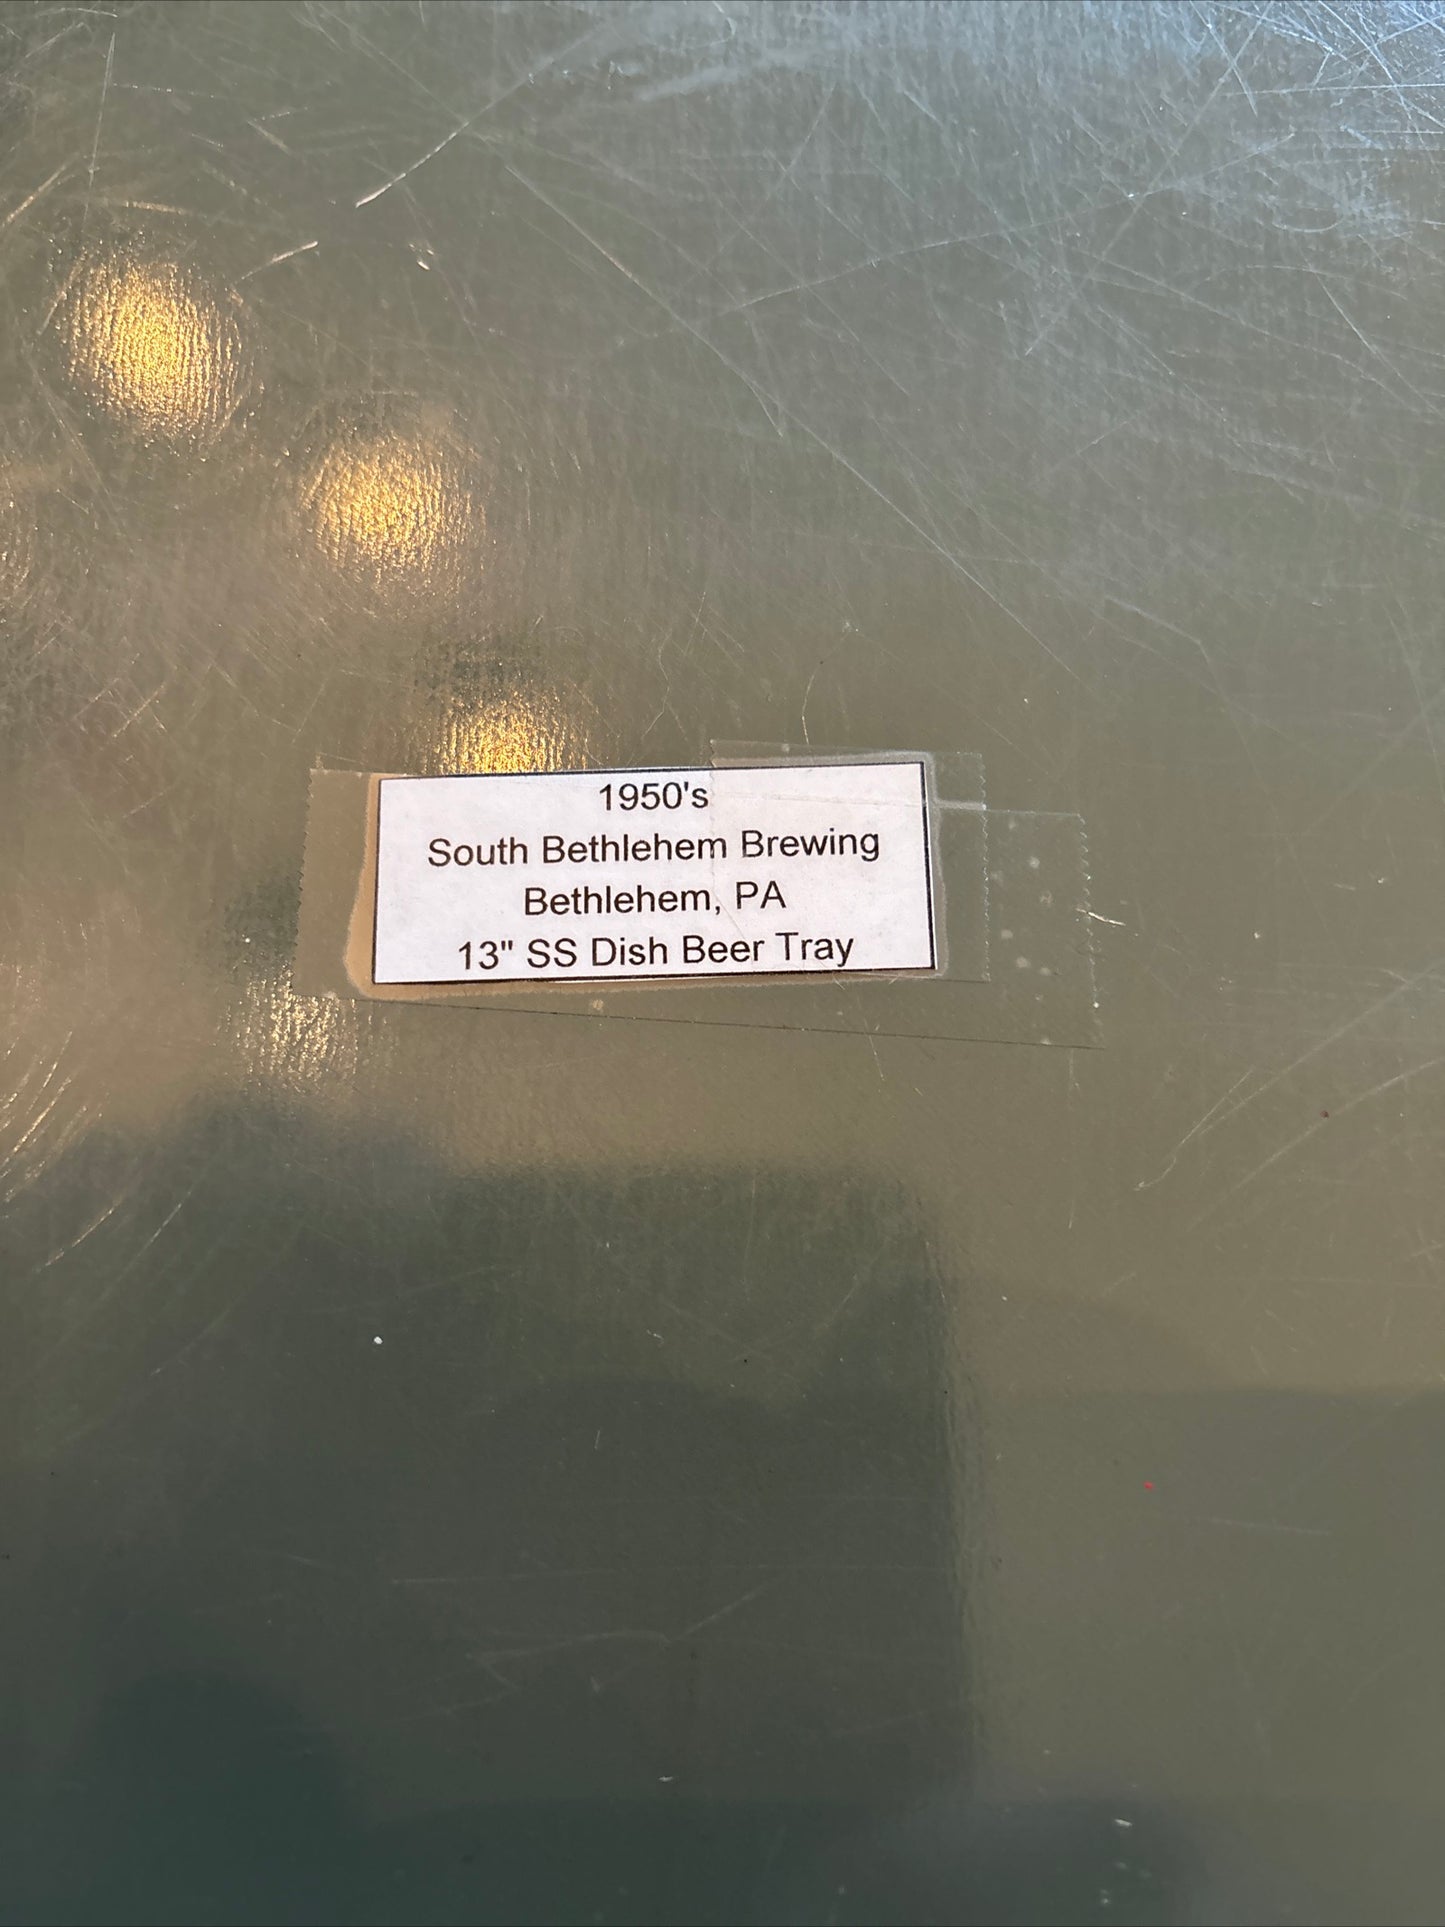 1950's
South Bethlehem Brewing
Bethlehem, PA
13" SS Dish Beer Tray